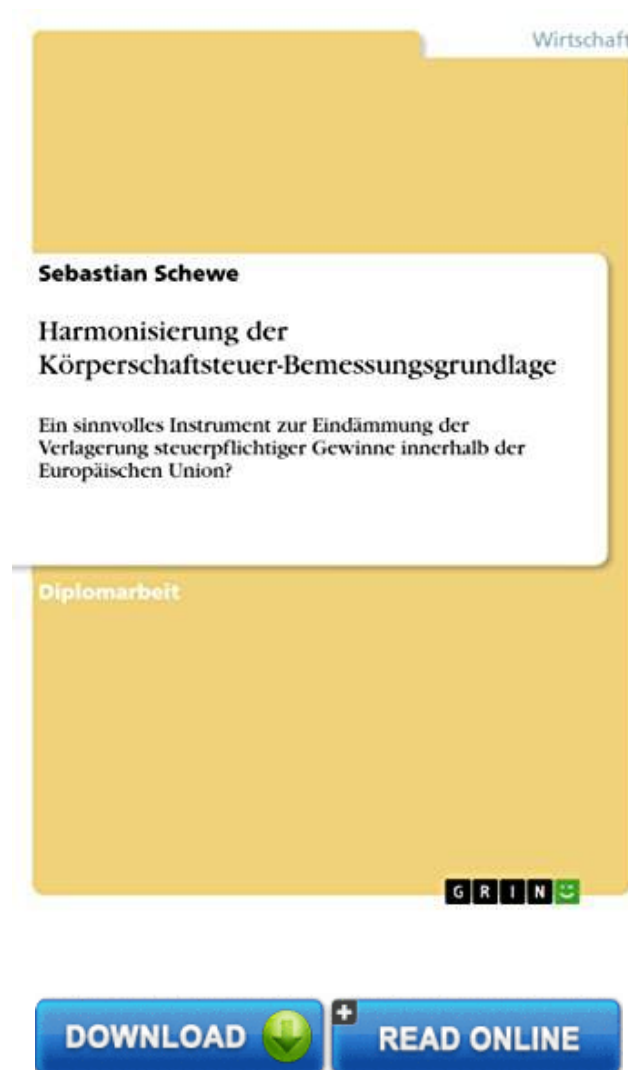 Wirtschaft
Sebastian Schewe
Harmonisierung der
Körperschaftsteuer-Bemessungsgrundlage
Ein sinnvolles Instrument zur Eindämmung der
Verlagerung steuerpflichtiger Gewinne innerhalb der
Europäischen Union?
Diplomarbeit
GRIN
DOWNLOAD
READ ONLINE